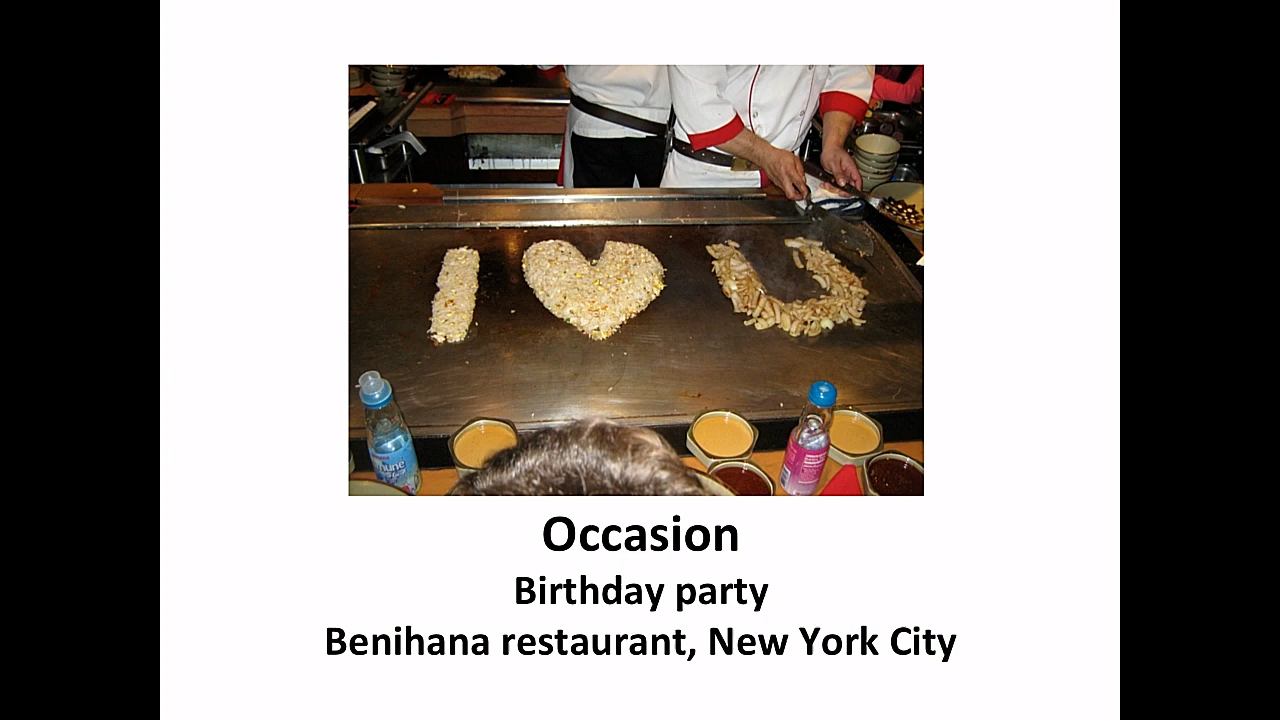 I ♥ U
Occasion
Birthday party
Benihana restaurant, New York City